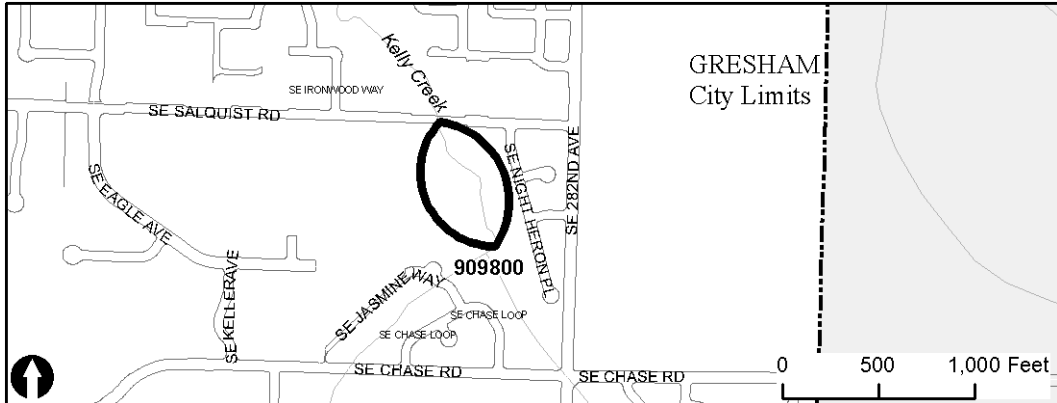 Kelly Creek
GRESHAM
City Limits
SE IRONWOOD WAY
SE SALQUIST RD
SE EAGLE AVE
SE NIGHT HERON PL
SE 282ND AVE
909800
SE KELLERAVE
SE JASMINE WAY
SE CHASE LOOP
SE CHASE LOOP
SE CHASE RD
SE CHASE RD
0 500 1,000 Feet